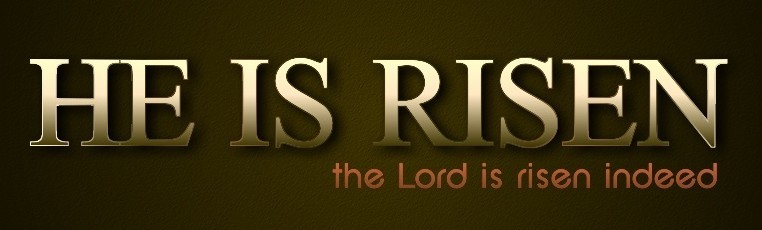 HE IS RISEN
the Lord is risen indeed